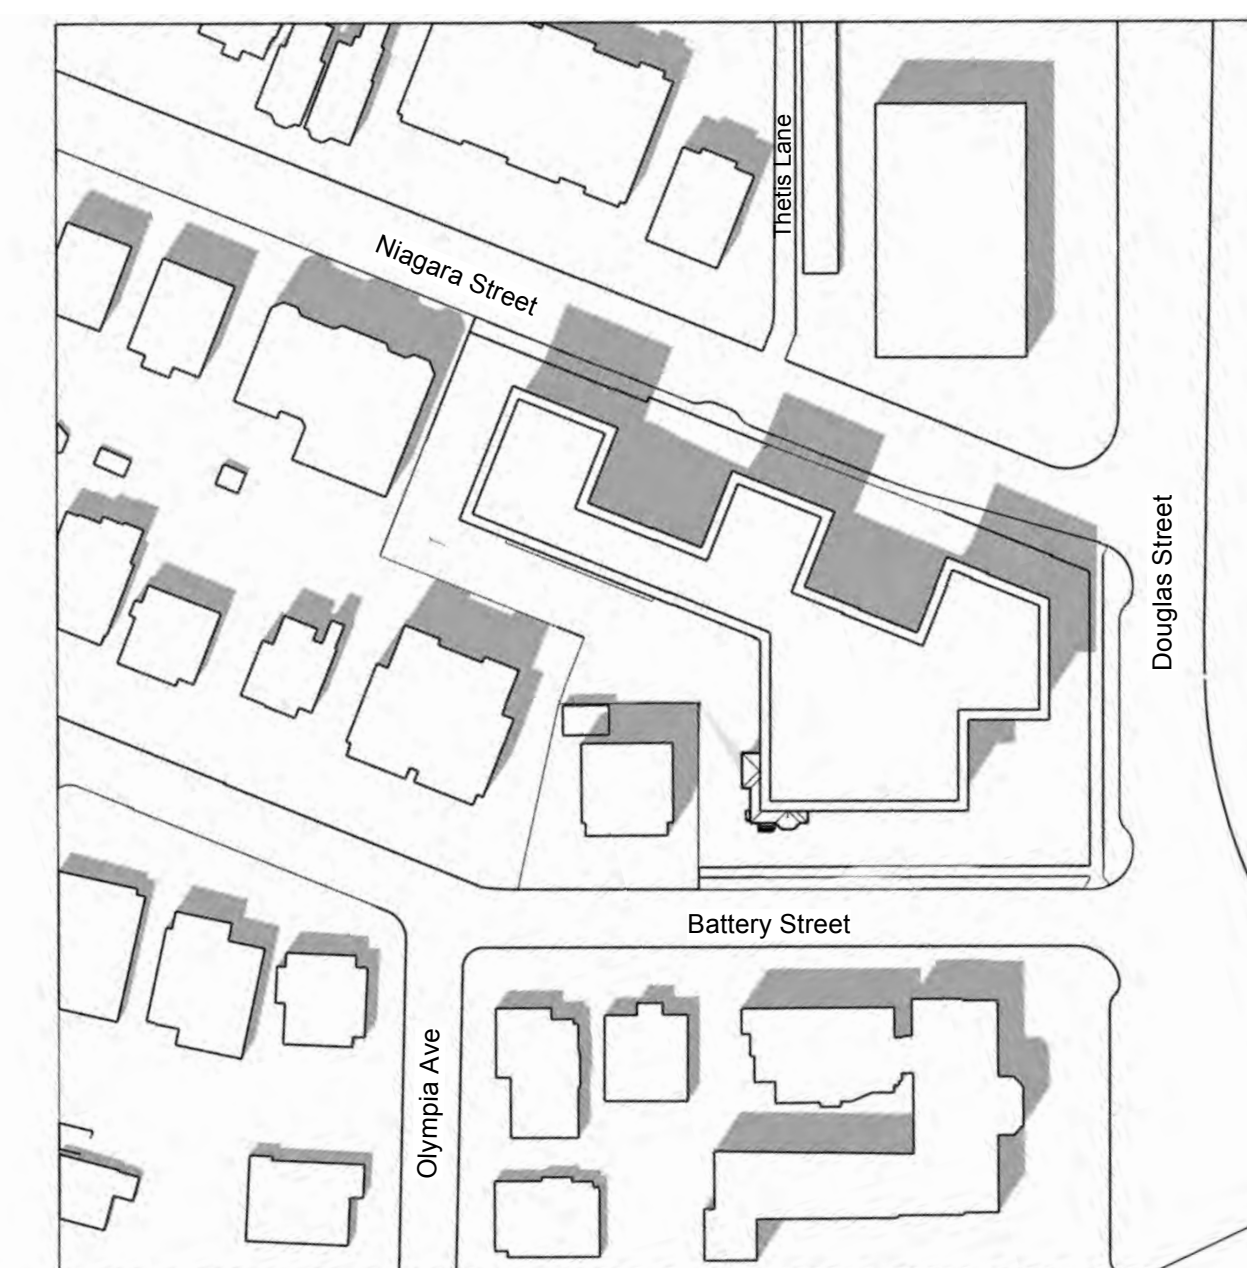 Thetis Lane
Niagara Street
Douglas Street
Battery Street
Olympia Ave